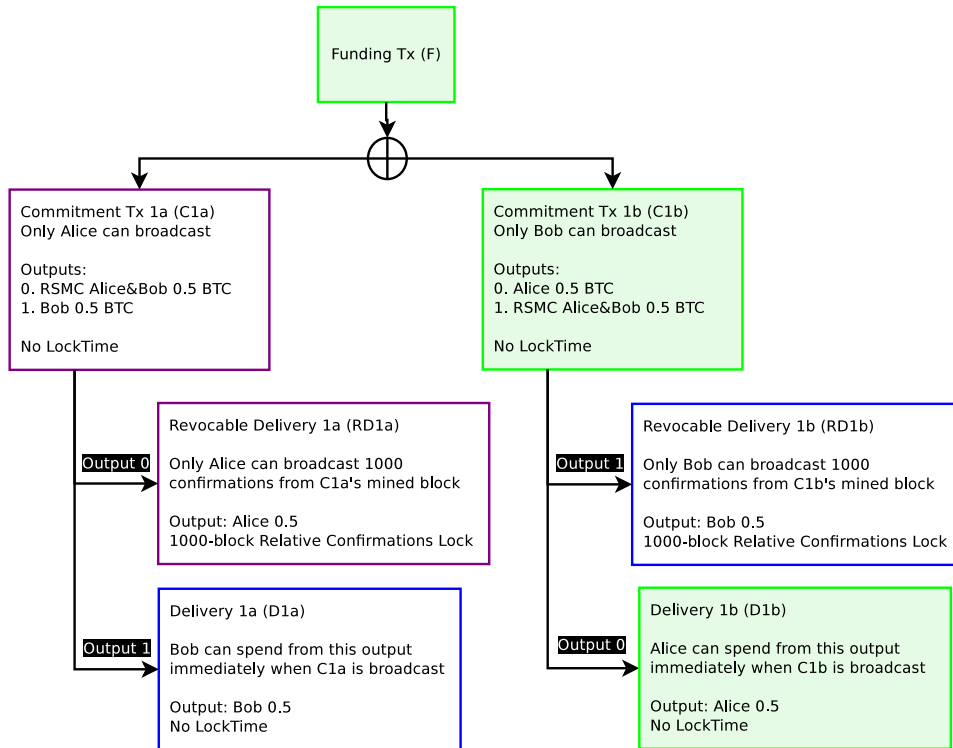 Funding Tx (F)
Commitment Tx 1a (C1a)
Only Alice can broadcast
Outputs:
0. RSMC Alice&Bob 0.5 BTC
1. Bob 0.5 BTC
No LockTime
Commitment Tx 1b (C1b)
Only Bob can broadcast
Outputs:
0. Alice 0.5 BTC
1. RSMC Alice&Bob 0.5 BTC
No LockTime
Output 0
Revocable Delivery 1a (RD1a)
Only Alice can broadcast 1000
confirmations from C1a's mined block
Output: Alice 0.5
1000-block Relative Confirmations Lock
Output 1
Revocable Delivery 1b (RD1b)
Only Bob can broadcast 1000
confirmations from C1b's mined block
Output: Bob 0.5
1000-block Relative Confirmations Lock
Output 1
Delivery 1a (D1a)
Bob can spend from this output
immediately when C1a is broadcast
Output: Bob 0.5
No LockTime
Output 0
Delivery 1b (D1b)
Alice can spend from this output
immediately when C1b is broadcast
Output: Alice 0.5
No LockTime